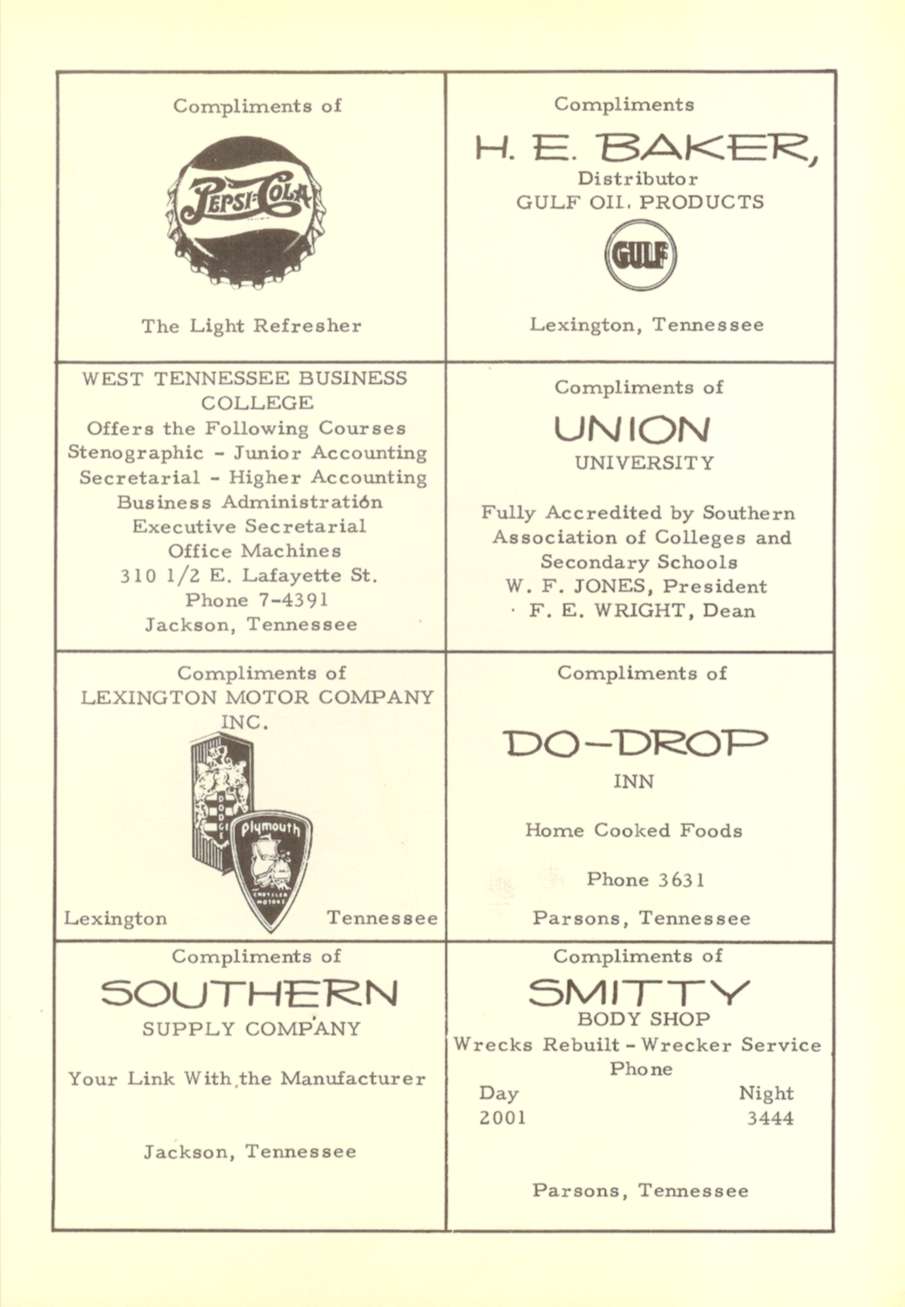 Compliments of
PEPSI-COLA
The Light Refresher
Compliments
H. E. BAKER,
Distributor
GULF OIL PRODUCTS
GULF
Lexington, Tennessee
WEST TENNESSEE BUSINESS
COLLEGE
Offers the Following Courses
Stenographic - Junior Accounting
Secretarial - Higher Accounting
Business Administration
Executive Secretarial
Office Machines
310 1/2 E. Lafayette St.
Phone 7-4391
Jackson, Tennessee
Compliments of
UNION
UNIVERSITY
Fully Accredited by Southern
Association of Colleges and
Secondary Schools
W. F. JONES, President
F. E. WRIGHT, Dean
Compliments of
LEXINGTON MOTOR COMPANY
INC.
DODGE
Plymouth
CHRYSLER
MOTORS
Lexington Tennessee
Compliments of
DO-DROP
INN
Home Cooked Foods
Phone 3631
Parsons, Tennessee
Compliments of
SOUTHERN
SUPPLY COMPANY
Your Link With the Manufacturer
Jackson, Tennessee
Compliments of
SMITTY
BODY SHOP
Wrecks Rebuilt - Wrecker Service
Phone
Day Night
2001 3444
Parsons, Tennessee